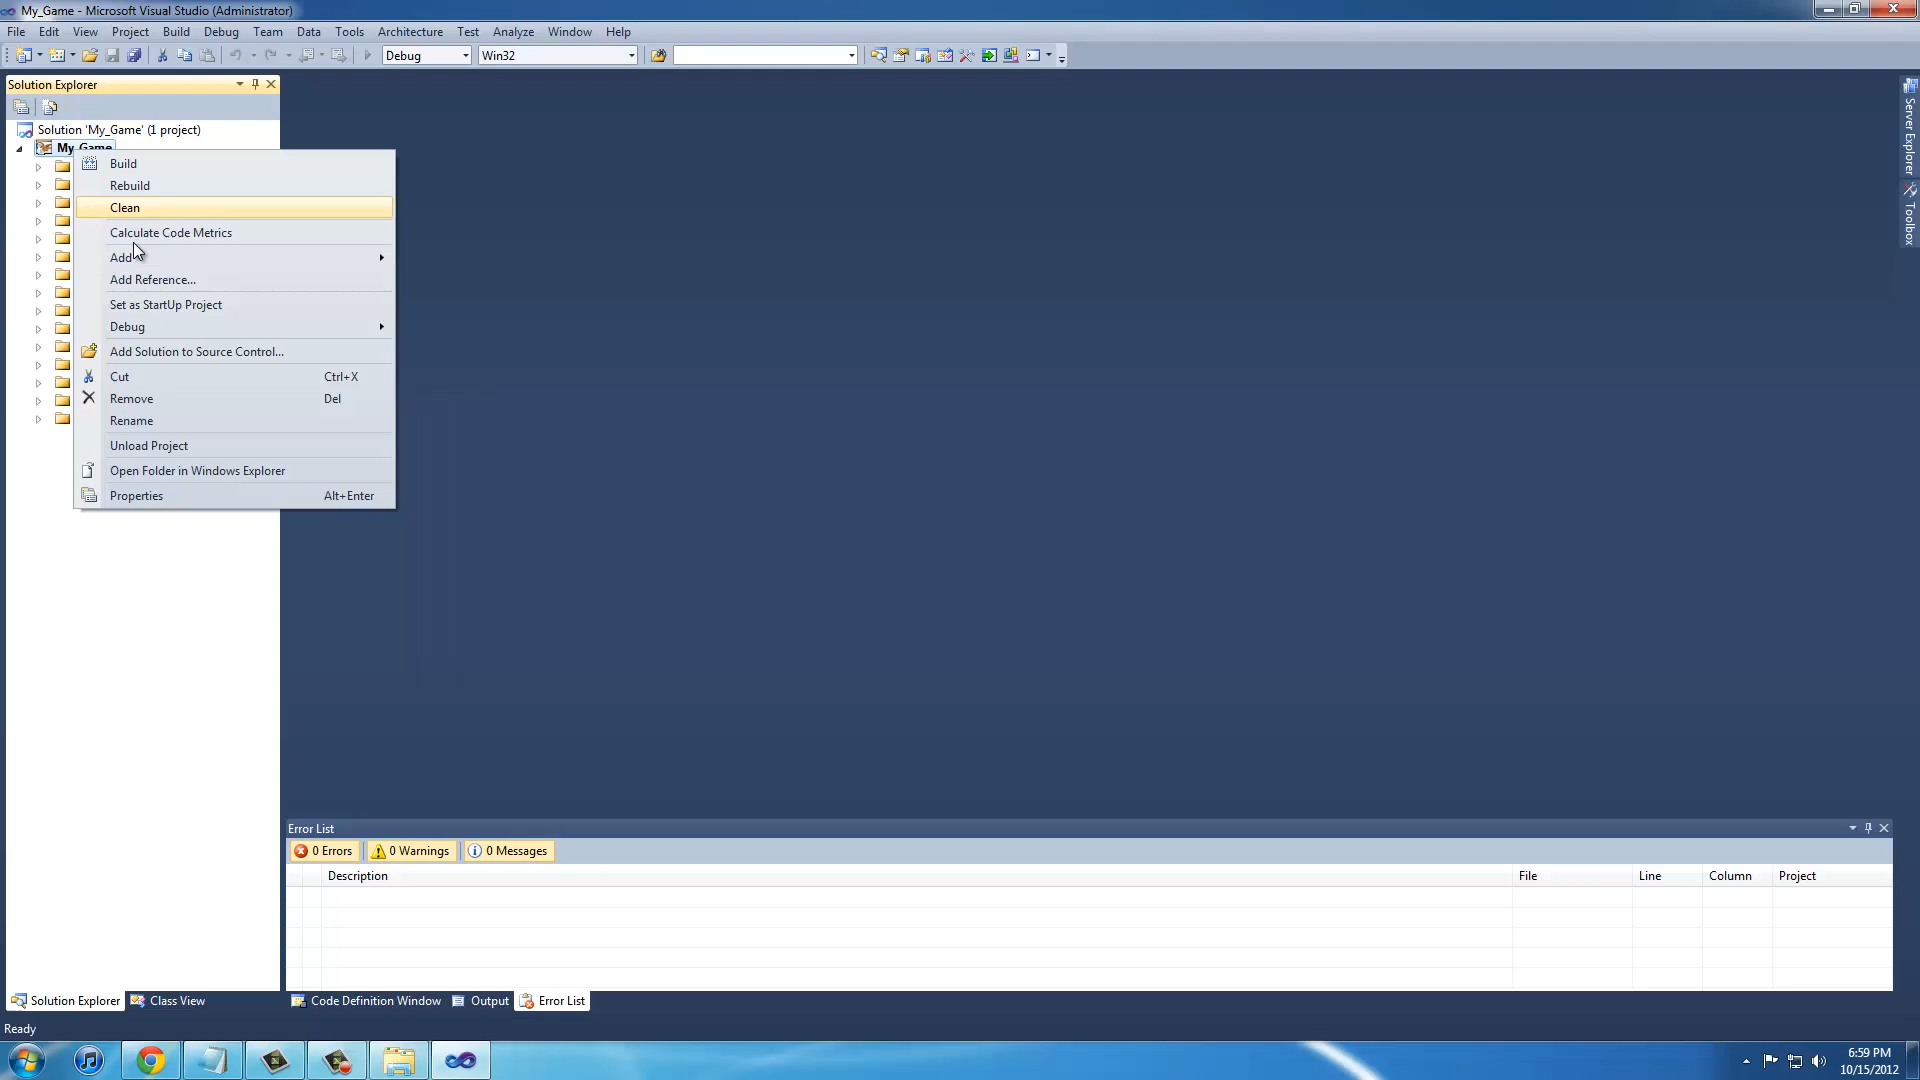 My_Game - Microsoft Visual Studio (Administrator)
File Edit View Project Build Debug Team Data Tools Architecture Test Analyze Window Help
Debug Win32
Solution Explorer
Solution 'My_Game' (1 project)
My_Game
Build
Rebuild
Clean
Calculate Code Metrics
Add
Add Reference...
Set as StartUp Project
Debug
Add Solution to Source Control...
Cut Ctrl+X
Remove Del
Rename
Unload Project
Open Folder in Windows Explorer
Properties Alt+Enter
Server Explorer
Toolbox
Error List
0 Errors 0 Warnings 0 Messages
Description File Line Column Project
Solution Explorer Class View Code Definition Window Output Error List
Ready
6:59 PM
10/15/2012